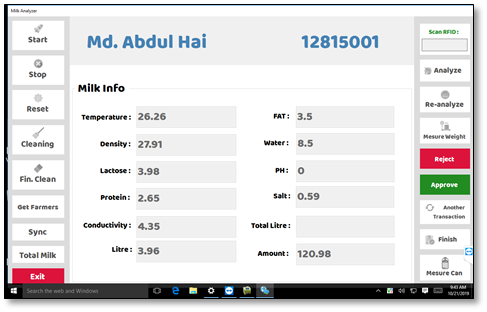 Milk Analyzer
Md. Abdul Hai 12815001
Start
Stop
Reset
Cleaning
Fin. Clean
Get Farmers
Sync
Total Milk
Exit
Milk Info
Temperature : 26.26
Density : 27.91
Lactose : 3.98
Protein : 2.65
Conductivity : 4.35
Litre : 3.96
FAT : 3.5
Water : 8.5
PH : 0
Salt : 0.59
Total Litre :
Amount : 120.98
Scan RFID :
Analyze
Re-analyze
Mesure Weight
Reject
Approve
Another
Transaction
Finish
Mesure Can
Search the web and Windows
9:43 AM
10/21/2019